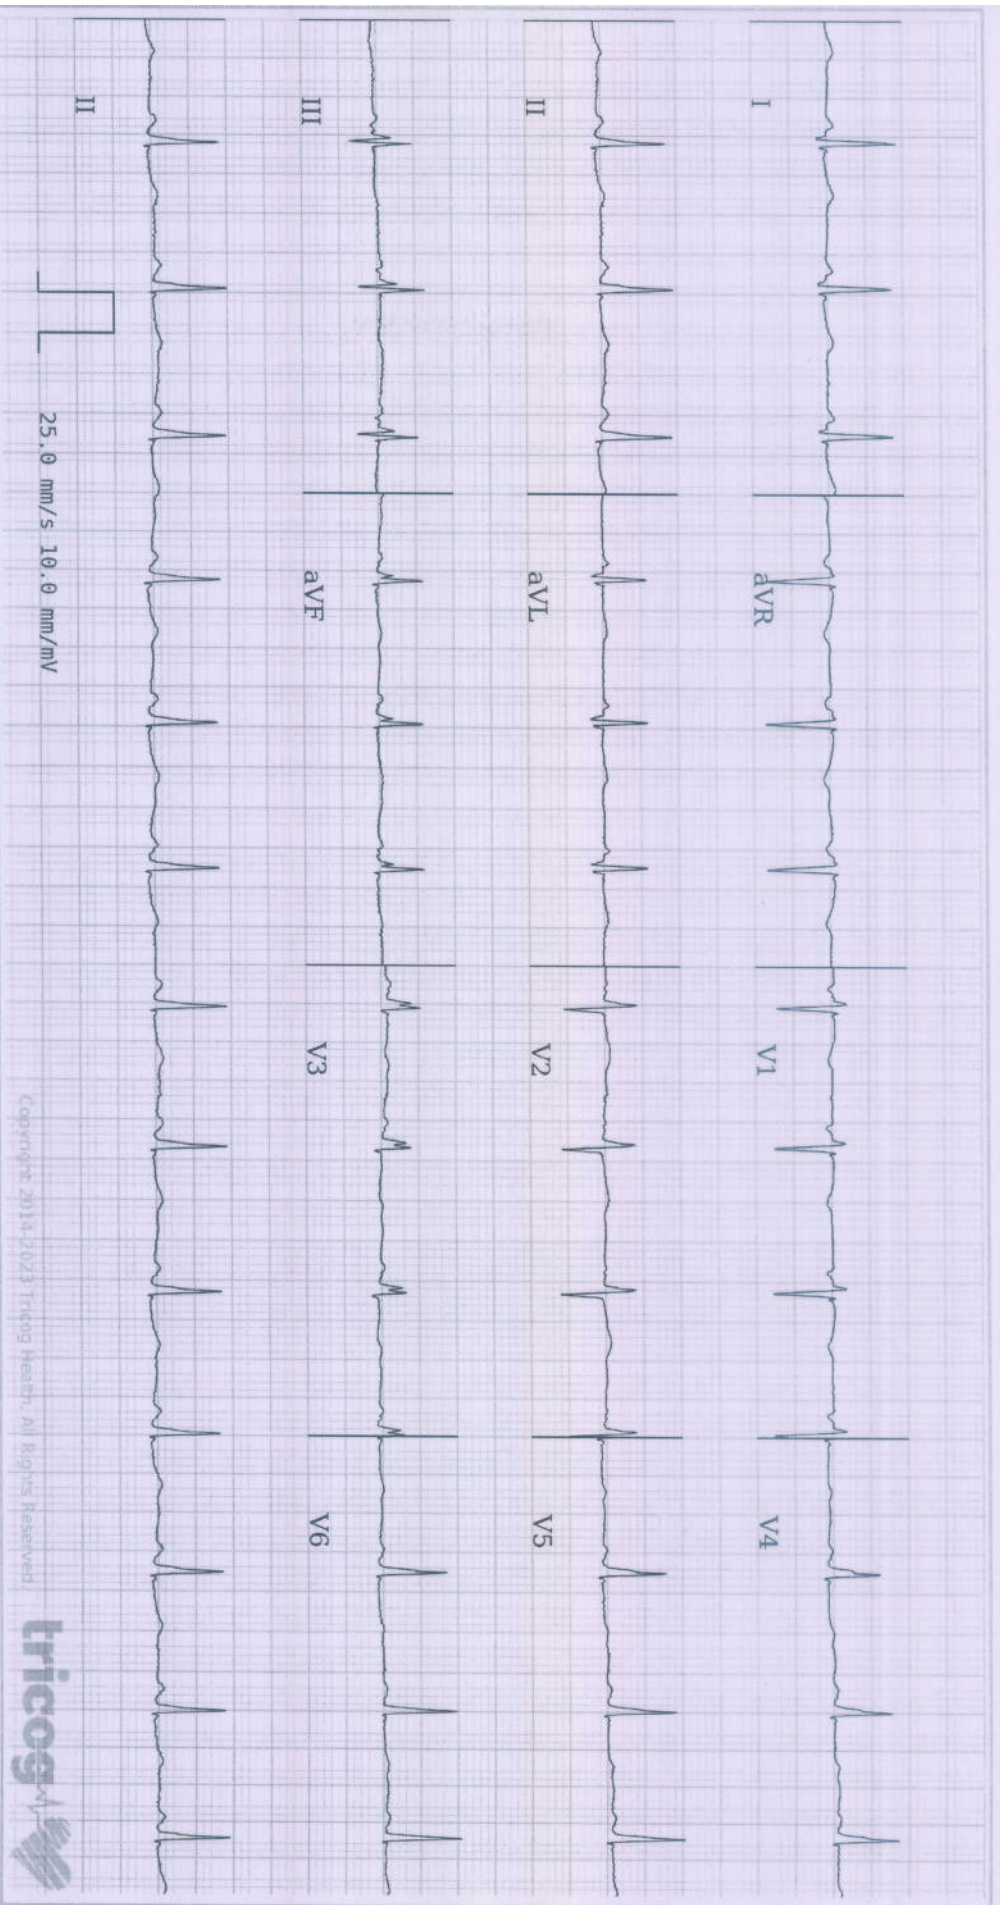 I aVR V1 V4
II aVL V2 V5
III aVF V3 V6
II
25.0 mm/s 10.0 mm/mV
Copyright 2014-2023 Tricog Health. All Rights Reserved.
tricog